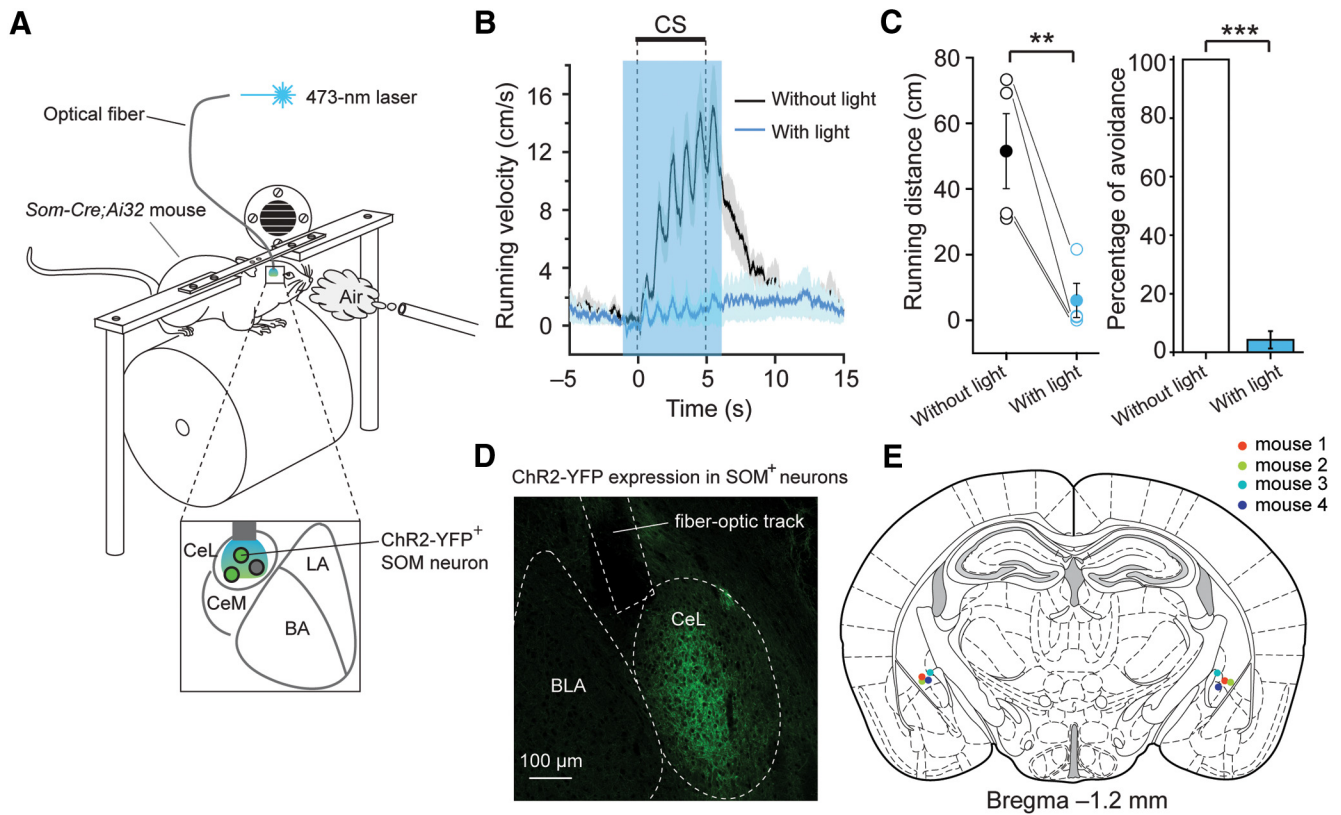 A
473-nm laser
Optical fiber
Som-Cre;Ai32 mouse
Air
CeL
LA
CeM
BA
ChR2-YFP+
SOM neuron
B
CS
Running velocity (cm/s)
16
12
8
4
0
–5
0
5
10
15
Time (s)
Without light
With light
C
**
Running distance (cm)
80
60
40
20
0
Without light
With light
***
Percentage of avoidance
100
80
60
40
20
0
Without light
With light
D
ChR2-YFP expression in SOM+ neurons
fiber-optic track
CeL
BLA
100 µm
E
mouse 1
mouse 2
mouse 3
mouse 4
Bregma –1.2 mm